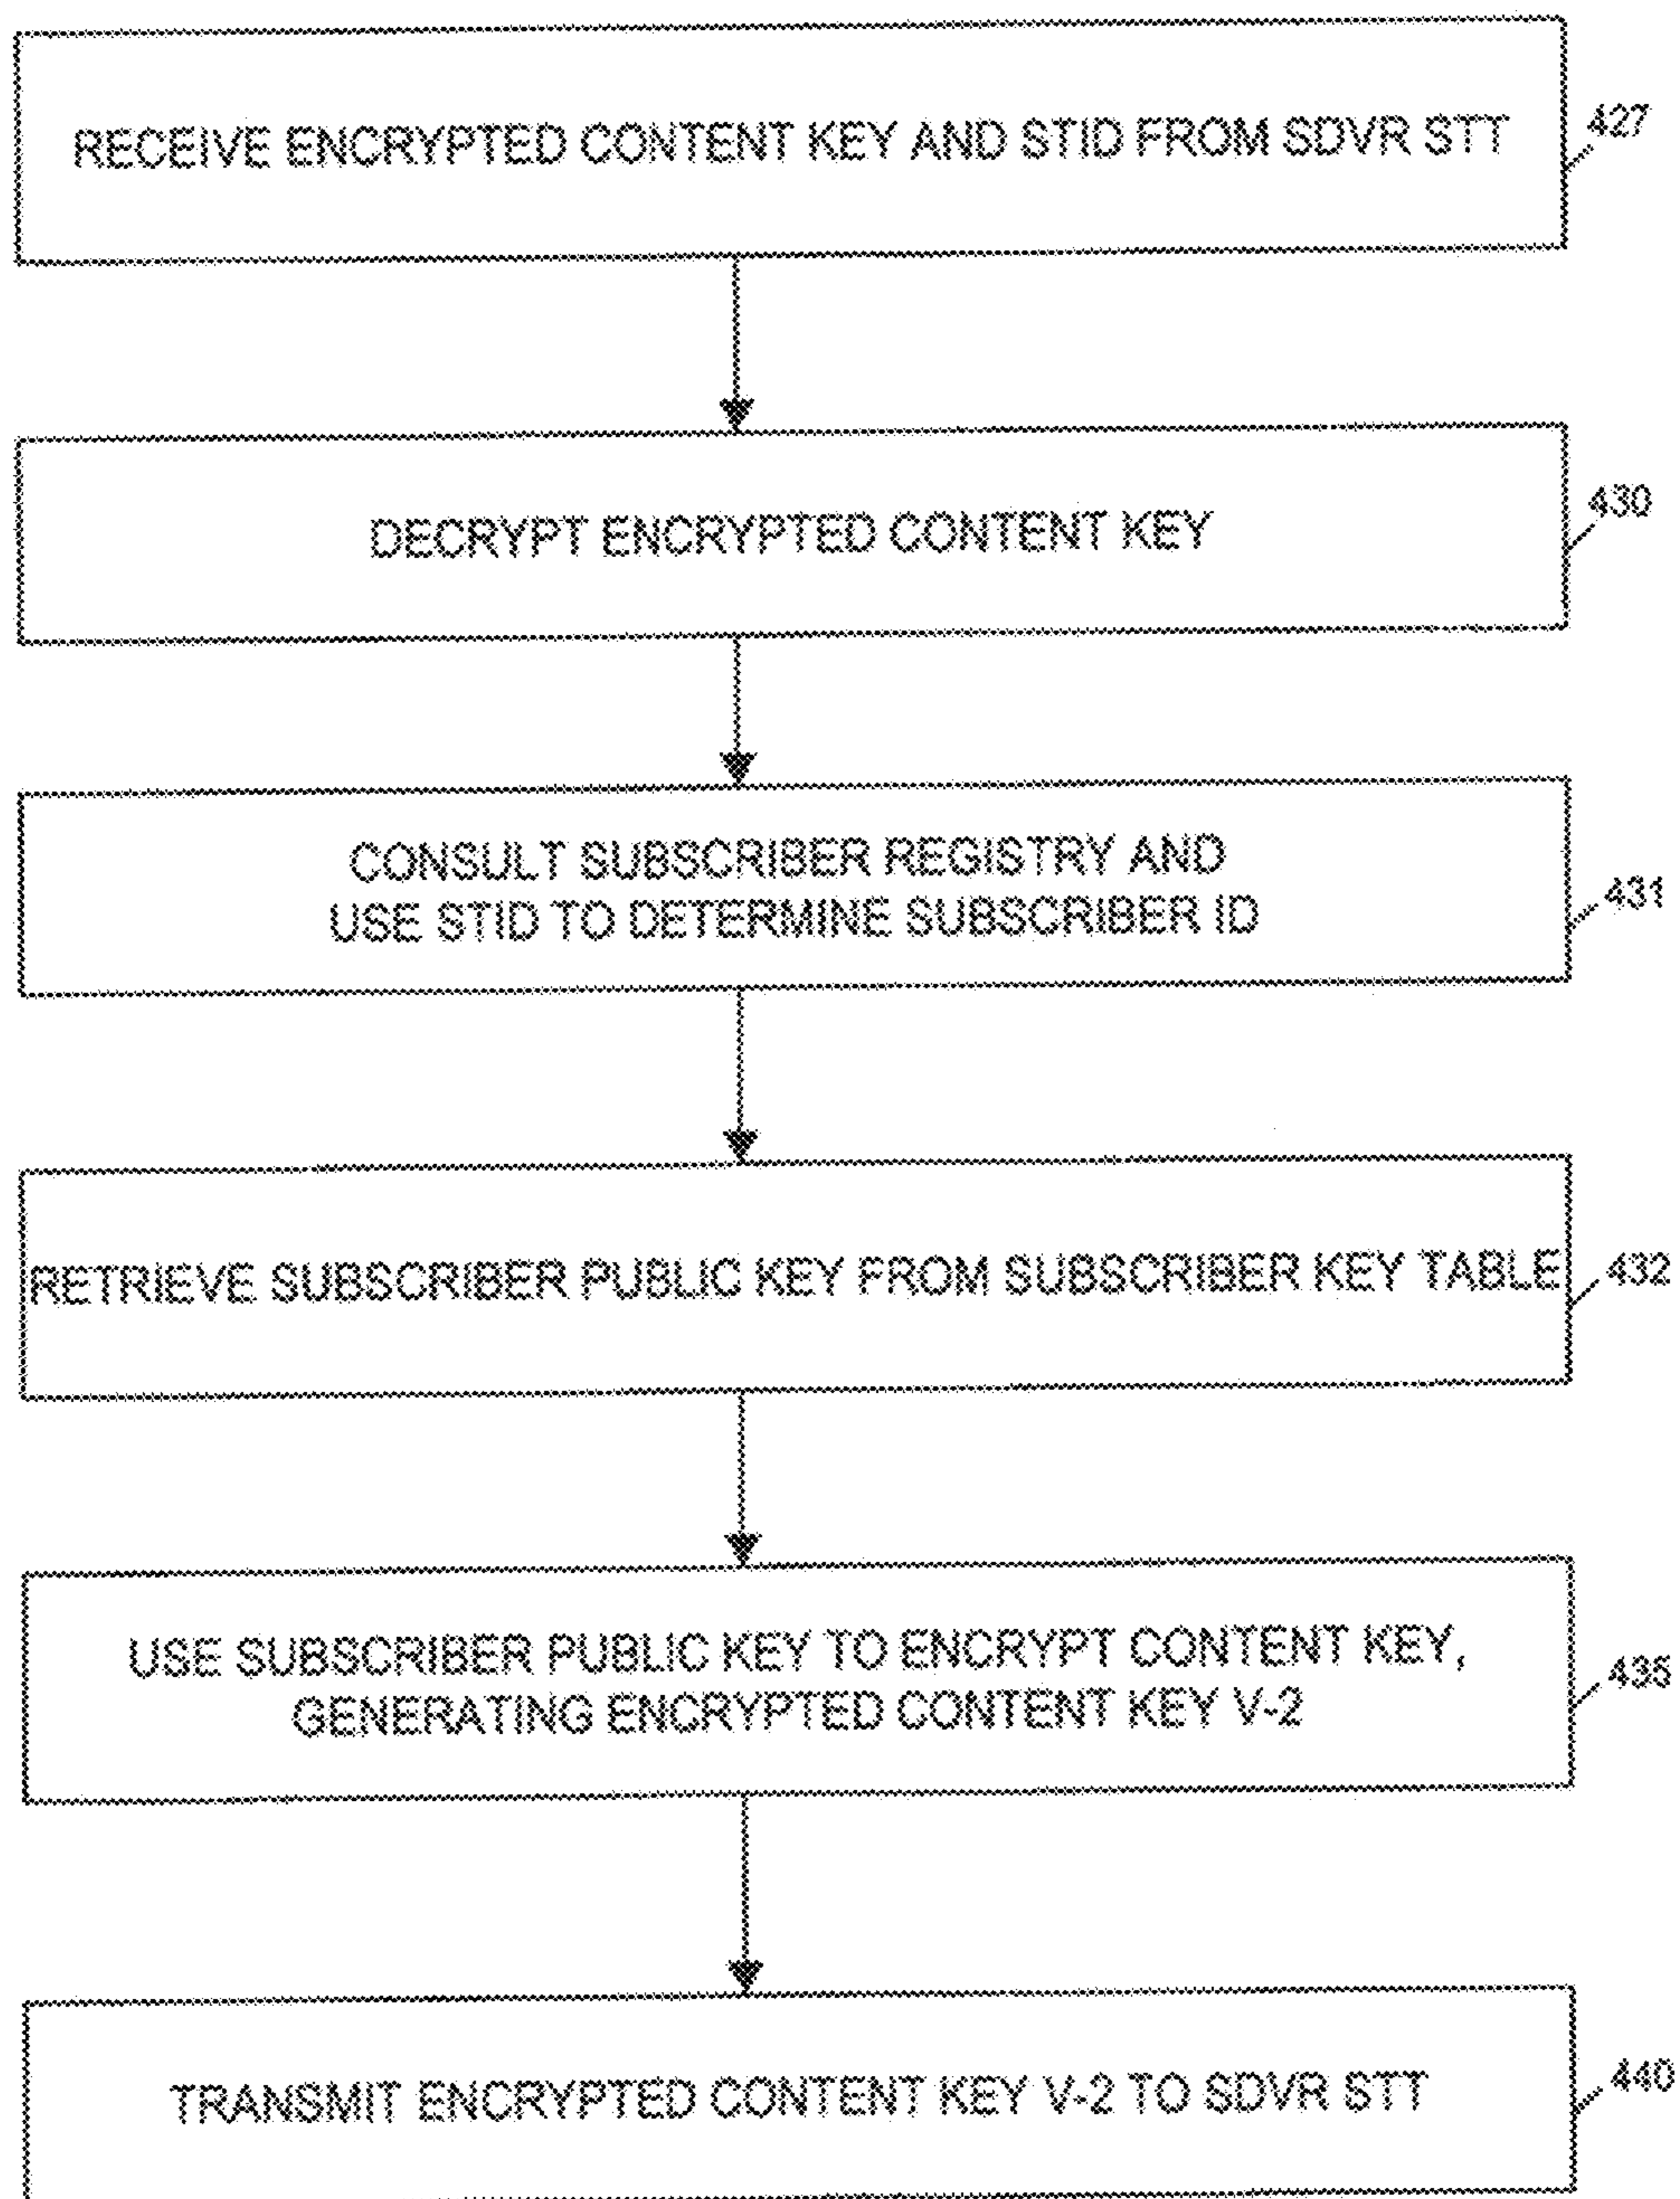 RECEIVE ENCRYPTED CONTENT KEY AND STID FROM SDVR STT
427
DECRYPT ENCRYPTED CONTENT KEY
430
CONSULT SUBSCRIBER REGISTRY AND
USE STID TO DETERMINE SUBSCRIBER ID
431
RETRIEVE SUBSCRIBER PUBLIC KEY FROM SUBSCRIBER KEY TABLE
432
USE SUBSCRIBER PUBLIC KEY TO ENCRYPT CONTENT KEY,
GENERATING ENCRYPTED CONTENT KEY V-2
435
TRANSMIT ENCRYPTED CONTENT KEY V-2 TO SDVR STT
440